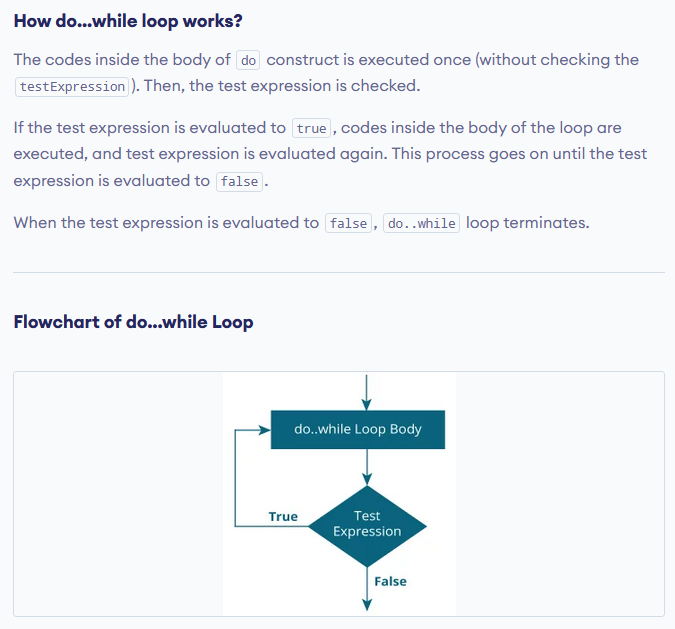 How do...while loop works?
The codes inside the body of do construct is executed once (without checking the
testExpression). Then, the test expression is checked.
If the test expression is evaluated to true, codes inside the body of the loop are
executed, and test expression is evaluated again. This process goes on until the test
expression is evaluated to false.
When the test expression is evaluated to false, do..while loop terminates.
Flowchart of do...while Loop
do..while Loop Body
True
Test
Expression
False